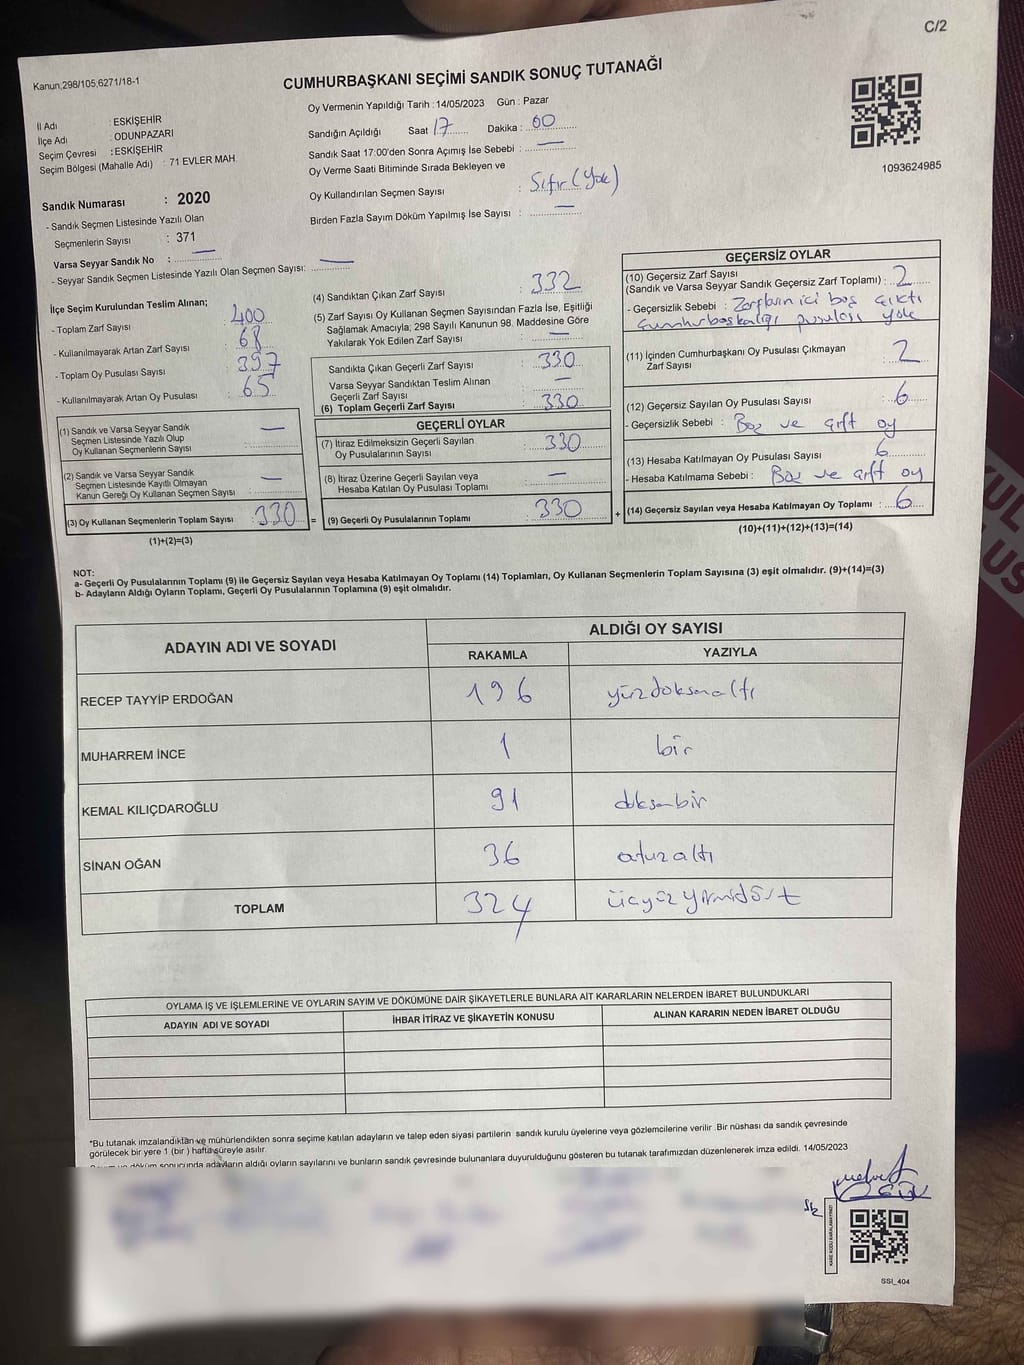 C/2
Kanun,298/105,6271/18-1
CUMHURBAŞKANI SEÇİMİ SANDIK SONUÇ TUTANAĞI
İl Adı : ESKİŞEHİR
İlçe Adı : ODUNPAZARI
Seçim Çevresi : ESKİŞEHİR
Seçim Bölgesi (Mahalle Adı) : 71 EVLER MAH
Sandık Numarası : 2020
- Sandık Seçmen Listesinde Yazılı Olan
Seçmenlerin Sayısı : 371
Varsa Seyyar Sandık No : —
- Seyyar Sandık Seçmen Listesinde Yazılı Olan Seçmen Sayısı: —
Oy Vermenin Yapıldığı Tarih : 14/05/2023 Gün : Pazar
Sandığın Açıldığı Saat 17 Dakika : 00
Sandık Saat 17:00'den Sonra Açımış İse Sebebi : —
Oy Verme Saati Bitiminde Sırada Bekleyen ve
Oy Kullandırılan Seçmen Sayısı : Sıfır (Yok)
Birden Fazla Sayım Döküm Yapılmış İse Sayısı : —
1093624985
İlçe Seçim Kurulundan Teslim Alınan;
- Toplam Zarf Sayısı : 400
- Kullanılmayarak Artan Zarf Sayısı : 68
- Toplam Oy Pusulası Sayısı : 397
- Kullanılmayarak Artan Oy Pusulası : 65
(1) Sandık ve Varsa Seyyar Sandık
Seçmen Listesinde Yazılı Olup
Oy Kullanan Seçmenlerin Sayısı : —
(2) Sandık ve Varsa Seyyar Sandık
Seçmen Listesinde Kayıtlı Olmayan
Kanun Gereği Oy Kullanan Seçmen Sayısı : —
(3) Oy Kullanan Seçmenlerin Toplam Sayısı : 330
(1)+(2)=(3)
(4) Sandıktan Çıkan Zarf Sayısı : 332
(5) Zarf Sayısı Oy Kullanan Seçmen Sayısından Fazla İse, Eşitliği
Sağlamak Amacıyla; 298 Sayılı Kanunun 98. Maddesine Göre
Yakılarak Yok Edilen Zarf Sayısı : —
Sandıkta Çıkan Geçerli Zarf Sayısı : 330
Varsa Seyyar Sandıktan Teslim Alınan
Geçerli Zarf Sayısı : —
(6) Toplam Geçerli Zarf Sayısı : 330
GEÇERLİ OYLAR
(7) İtiraz Edilmeksizin Geçerli Sayılan
Oy Pusulalarının Sayısı : 330
(8) İtiraz Üzerine Geçerli Sayılan veya
Hesaba Katılan Oy Pusulası Toplamı : —
= (9) Geçerli Oy Pusulalarının Toplamı : 330 +
GEÇERSİZ OYLAR
(10) Geçersiz Zarf Sayısı
(Sandık ve Varsa Seyyar Sandık Geçersiz Zarf Toplamı) : 2
- Geçersizlik Sebebi : Zarfların içi boş çıktı
Cumhurbaşkalığı pusulası yok
(11) İçinden Cumhurbaşkanı Oy Pusulası Çıkmayan
Zarf Sayısı : 2
(12) Geçersiz Sayılan Oy Pusulası Sayısı : 6
- Geçersizlik Sebebi : Boş ve çift oy
(13) Hesaba Katılmayan Oy Pusulası Sayısı : 6
- Hesaba Katılmama Sebebi : Boş ve çift oy
(14) Geçersiz Sayılan veya Hesaba Katılmayan Oy Toplamı : 6
(10)+(11)+(12)+(13)=(14)
NOT:
a- Geçerli Oy Pusulalarının Toplamı (9) ile Geçersiz Sayılan veya Hesaba Katılmayan Oy Toplamı (14) Toplamları, Oy Kullanan Seçmenlerin Toplam Sayısına (3) eşit olmalıdır. (9)+(14)=(3)
b- Adayların Aldığı Oyların Toplamı, Geçerli Oy Pusulalarının Toplamına (9) eşit olmalıdır.
ADAYIN ADI VE SOYADI ALDIĞI OY SAYISI
RAKAMLA YAZIYLA
RECEP TAYYİP ERDOĞAN 196 yüzdoksanaltı
MUHARREM İNCE 1 bir
KEMAL KILIÇDAROĞLU 91 doksanbir
SİNAN OĞAN 36 otuzaltı
TOPLAM 324 üçyüzyirmidört
OYLAMA İŞ VE İŞLEMLERİNE VE OYLARIN SAYIM VE DÖKÜMÜNE DAİR ŞİKAYETLERLE BUNLARA AİT KARARLARIN NELERDEN İBARET BULUNDUKLARI
ADAYIN ADI VE SOYADI İHBAR İTİRAZ VE ŞİKAYETİN KONUSU ALINAN KARARIN NEDEN İBARET OLDUĞU
*Bu tutanak imzalandıktan ve mühürlendikten sonra seçime katılan adayların ve talep eden siyasi partilerin sandık kurulu üyelerine veya gözlemcilerine verilir. Bir nüshası da sandık çevresinde
görülecek bir yere 1 (bir) hafta süreyle asılır.
döküm sonucunda adayların aldığı oyların sayılarını ve bunların sandık çevresinde bulunanlara duyurulduğunu gösteren bu tutanak tarafımızdan düzenlenerek imza edildi. 14/05/2023
KARE KODU KARALAMAYINIZ!
SSI_404